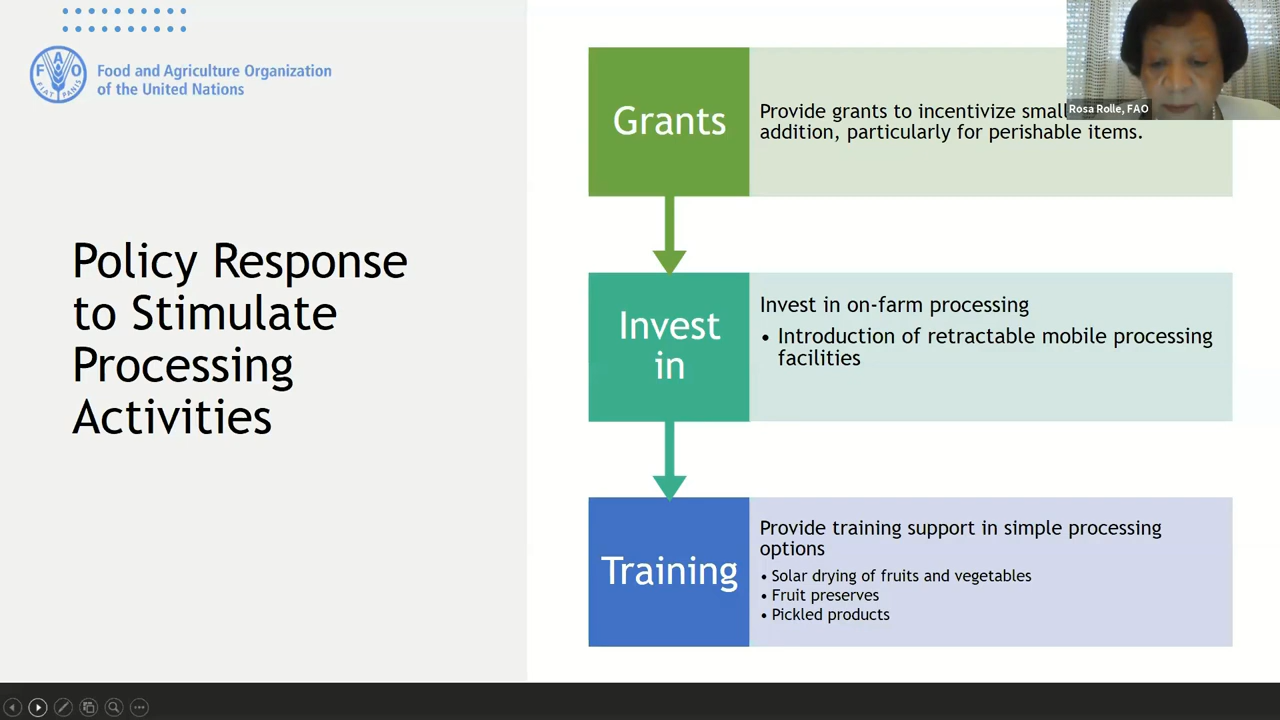 Food and Agriculture Organization
of the United Nations
F A O
FIAT PANIS
Policy Response
to Stimulate
Processing
Activities
Grants
Provide grants to incentivize small
addition, particularly for perishable items.
Rosa Rolle, FAO
Invest
in
Invest in on-farm processing
• Introduction of retractable mobile processing
facilities
Training
Provide training support in simple processing
options
• Solar drying of fruits and vegetables
• Fruit preserves
• Pickled products